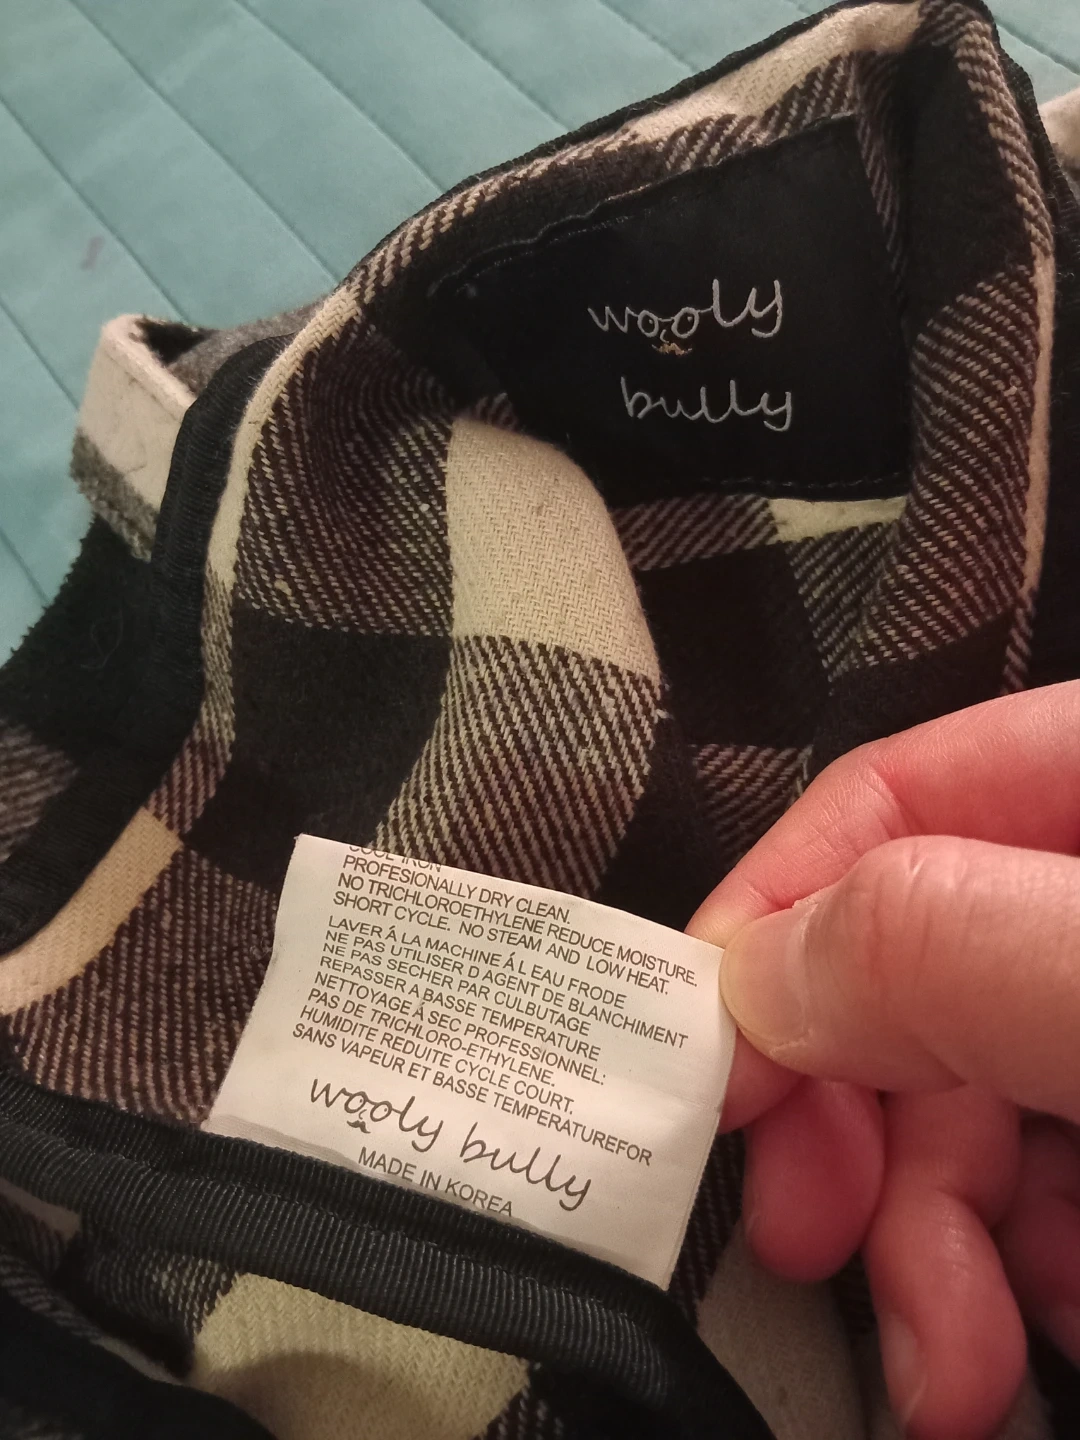 wooly
bully
COOL IRON
PROFESIONALLY DRY CLEAN.
NO TRICHLOROETHYLENE REDUCE MOISTURE.
SHORT CYCLE. NO STEAM AND LOW HEAT.
LAVER Â LA MACHINE Á L EAU FRODE
NE PAS UTILISER D AGENT DE BLANCHIMENT
NE PAS SECHER PAR CULBUTAGE
REPASSER A BASSE TEMPERATURE
NETTOYAGE Á SEC PROFESSIONNEL:
PAS DE TRICHLORO-ETHYLENE.
HUMIDITE REDUITE CYCLE COURT.
SANS VAPEUR ET BASSE TEMPERATUREFOR
wooly bully
MADE IN KOREA